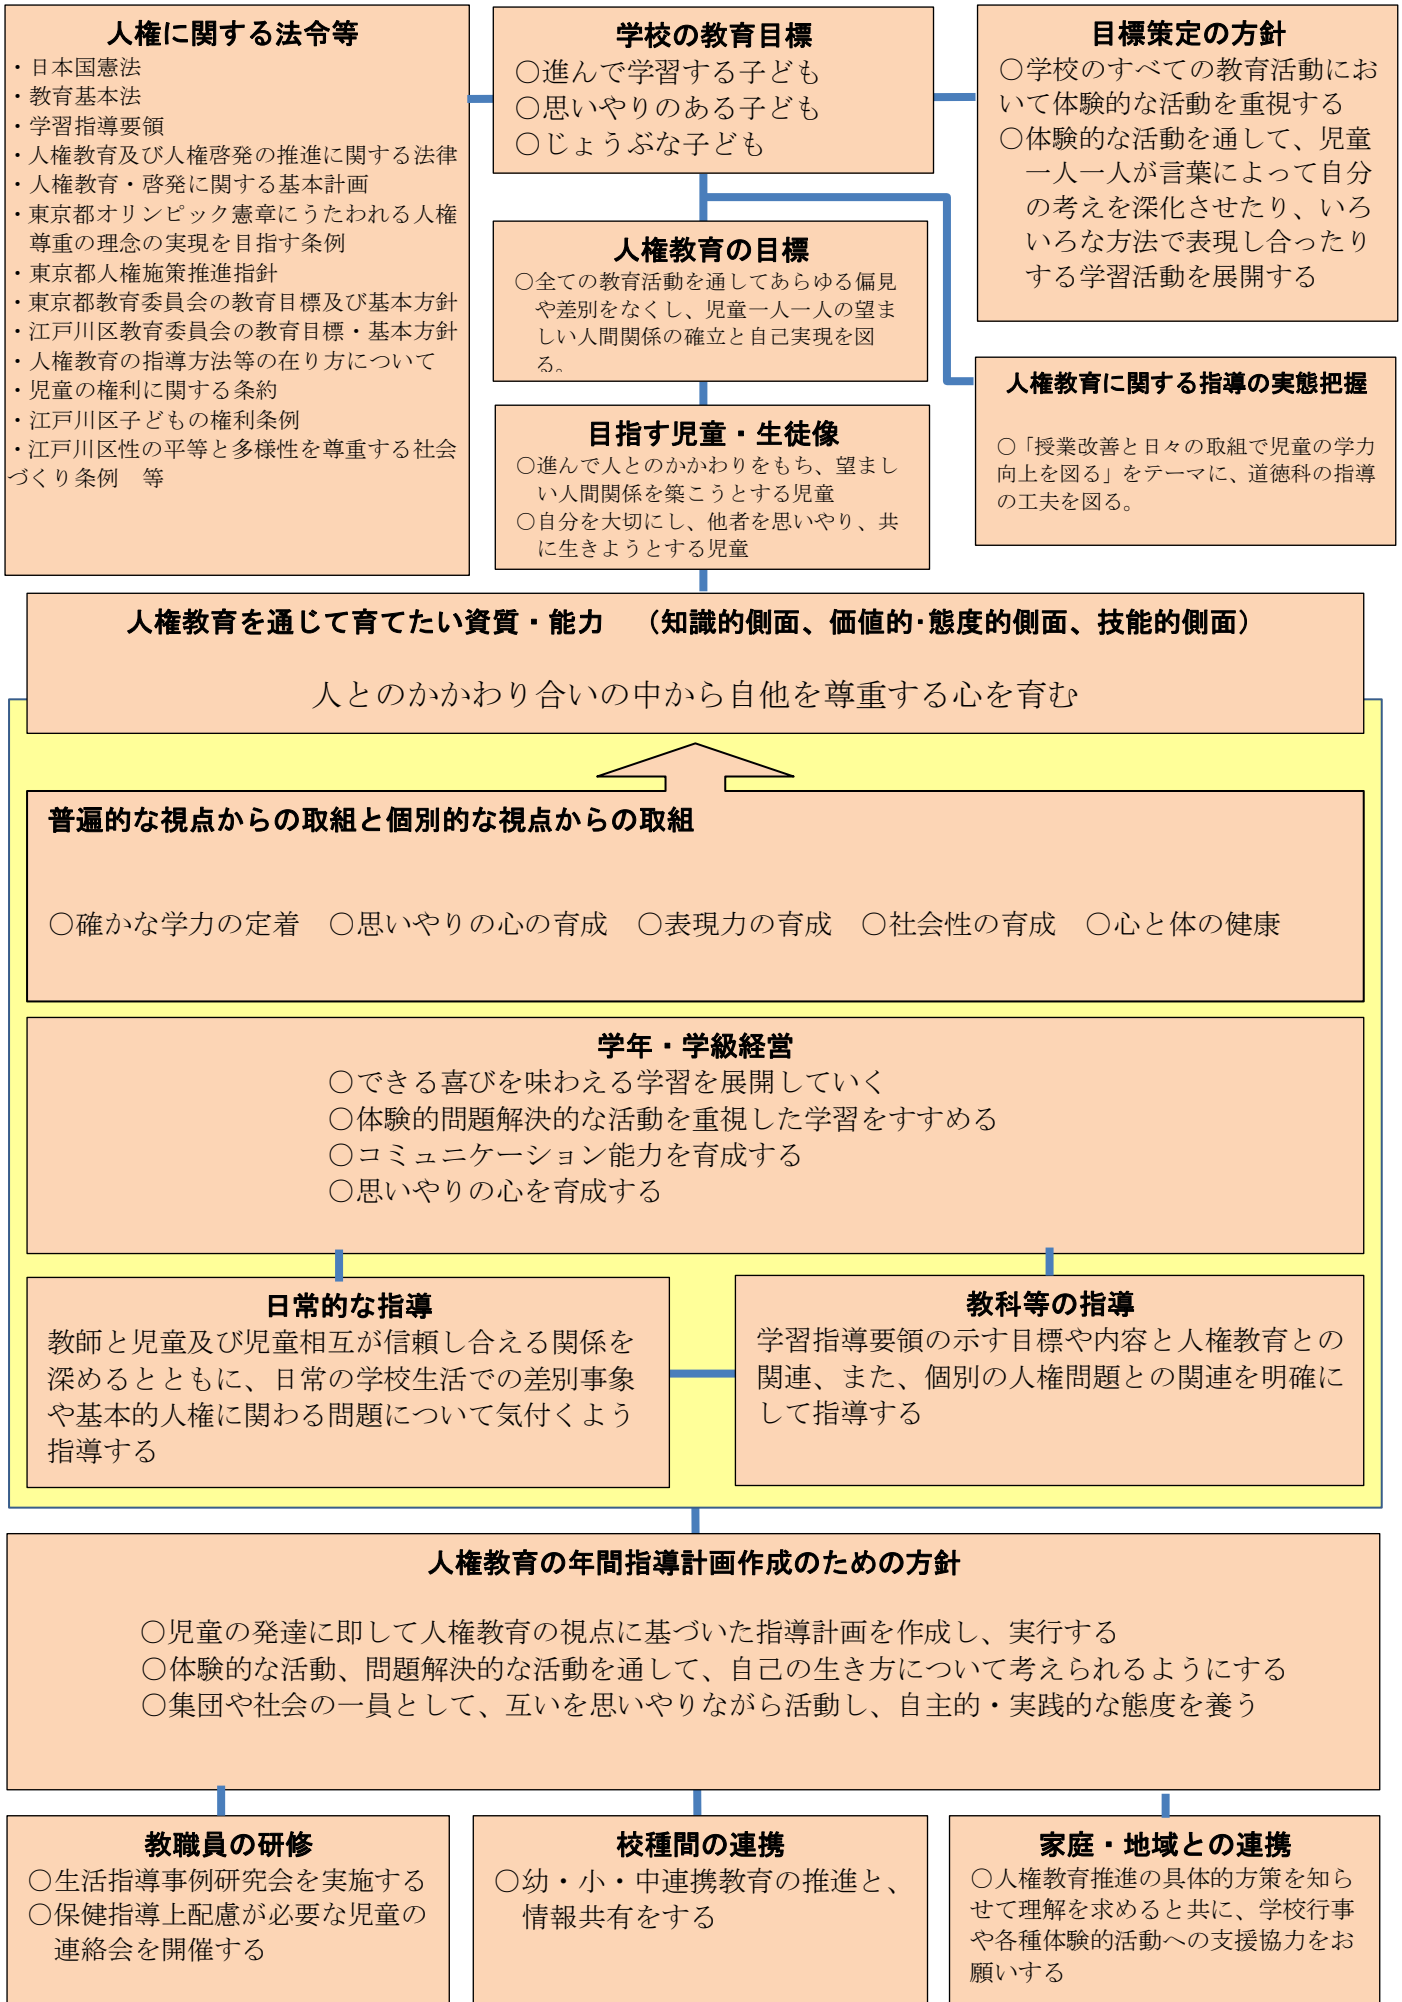 人権に関する法令等
・日本国憲法
・教育基本法
・学習指導要領
・人権教育及び人権啓発の推進に関する法律
・人権教育・啓発に関する基本計画
・東京都オリンピック憲章にうたわれる人権
尊重の理念の実現を目指す条例
・東京都人権施策推進指針
・東京都教育委員会の教育目標及び基本方針
・江戸川区教育委員会の教育目標・基本方針
・人権教育の指導方法等の在り方について
・児童の権利に関する条約
・江戸川区子どもの権利条例
・江戸川区性の平等と多様性を尊重する社会
づくり条例　等
学校の教育目標
○進んで学習する子ども
○思いやりのある子ども
○じょうぶな子ども
目標策定の方針
○学校のすべての教育活動にお
いて体験的な活動を重視する
○体験的な活動を通して、児童
一人一人が言葉によって自分
の考えを深化させたり、いろ
いろな方法で表現し合ったり
する学習活動を展開する
人権教育の目標
○全ての教育活動を通してあらゆる偏見
や差別をなくし、児童一人一人の望ま
しい人間関係の確立と自己実現を図
る。
人権教育に関する指導の実態把握
○「授業改善と日々の取組で児童の学力
向上を図る」をテーマに、道徳科の指導
の工夫を図る。
目指す児童・生徒像
○進んで人とのかかわりをもち、望まし
い人間関係を築こうとする児童
○自分を大切にし、他者を思いやり、共
に生きようとする児童
人権教育を通じて育てたい資質・能力　（知識的側面、価値的･態度的側面、技能的側面）
人とのかかわり合いの中から自他を尊重する心を育む
普遍的な視点からの取組と個別的な視点からの取組
○確かな学力の定着　○思いやりの心の育成　○表現力の育成　○社会性の育成　○心と体の健康
学年・学級経営
○できる喜びを味わえる学習を展開していく
○体験的問題解決的な活動を重視した学習をすすめる
○コミュニケーション能力を育成する
○思いやりの心を育成する
日常的な指導
教師と児童及び児童相互が信頼し合える関係を
深めるとともに、日常の学校生活での差別事象
や基本的人権に関わる問題について気付くよう
指導する
教科等の指導
学習指導要領の示す目標や内容と人権教育との
関連、また、個別の人権問題との関連を明確に
して指導する
人権教育の年間指導計画作成のための方針
○児童の発達に即して人権教育の視点に基づいた指導計画を作成し、実行する
○体験的な活動、問題解決的な活動を通して、自己の生き方について考えられるようにする
○集団や社会の一員として、互いを思いやりながら活動し、自主的・実践的な態度を養う
教職員の研修
○生活指導事例研究会を実施する
○保健指導上配慮が必要な児童の
連絡会を開催する
校種間の連携
○幼・小・中連携教育の推進と、
情報共有をする
家庭・地域との連携
○人権教育推進の具体的方策を知ら
せて理解を求めると共に、学校行事
や各種体験的活動への支援協力をお
願いする